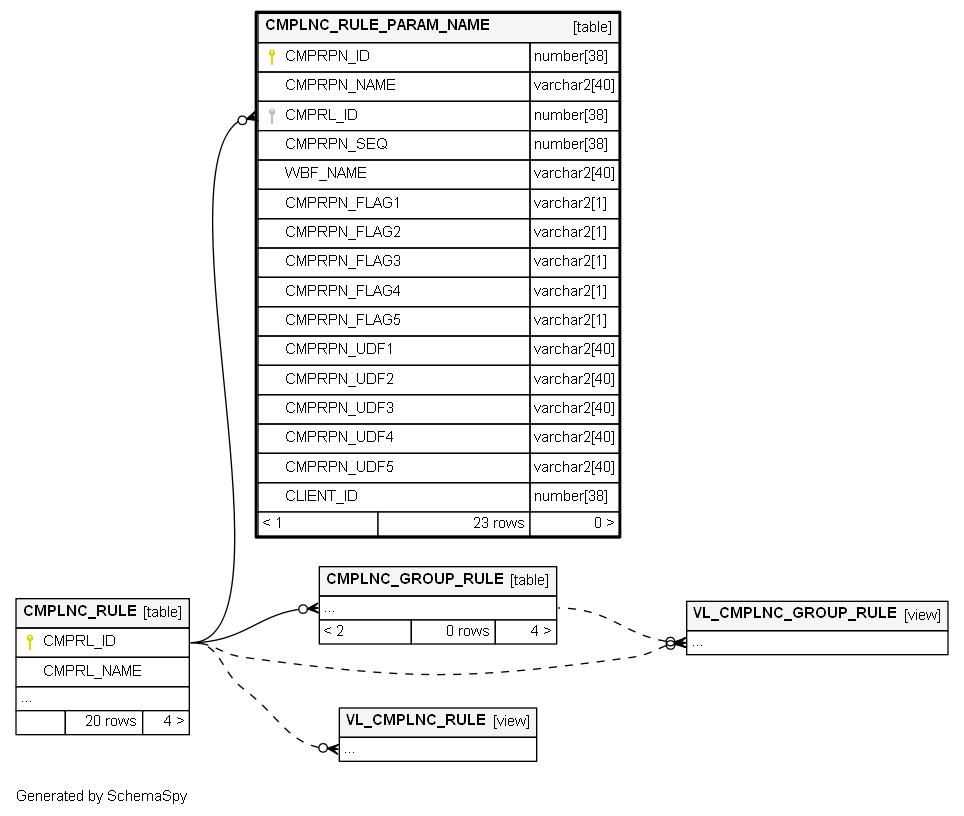 CMPLNC_RULE_PARAM_NAME [table]
CMPRPN_ID number[38]
CMPRPN_NAME varchar2[40]
CMPRL_ID number[38]
CMPRPN_SEQ number[38]
WBF_NAME varchar2[40]
CMPRPN_FLAG1 varchar2[1]
CMPRPN_FLAG2 varchar2[1]
CMPRPN_FLAG3 varchar2[1]
CMPRPN_FLAG4 varchar2[1]
CMPRPN_FLAG5 varchar2[1]
CMPRPN_UDF1 varchar2[40]
CMPRPN_UDF2 varchar2[40]
CMPRPN_UDF3 varchar2[40]
CMPRPN_UDF4 varchar2[40]
CMPRPN_UDF5 varchar2[40]
CLIENT_ID number[38]
< 1 23 rows 0 >
CMPLNC_GROUP_RULE [table]
...
< 2 0 rows 4 >
CMPLNC_RULE [table]
CMPRL_ID
CMPRL_NAME
...
20 rows 4 >
VL_CMPLNC_GROUP_RULE [view]
...
VL_CMPLNC_RULE [view]
...
Generated by SchemaSpy